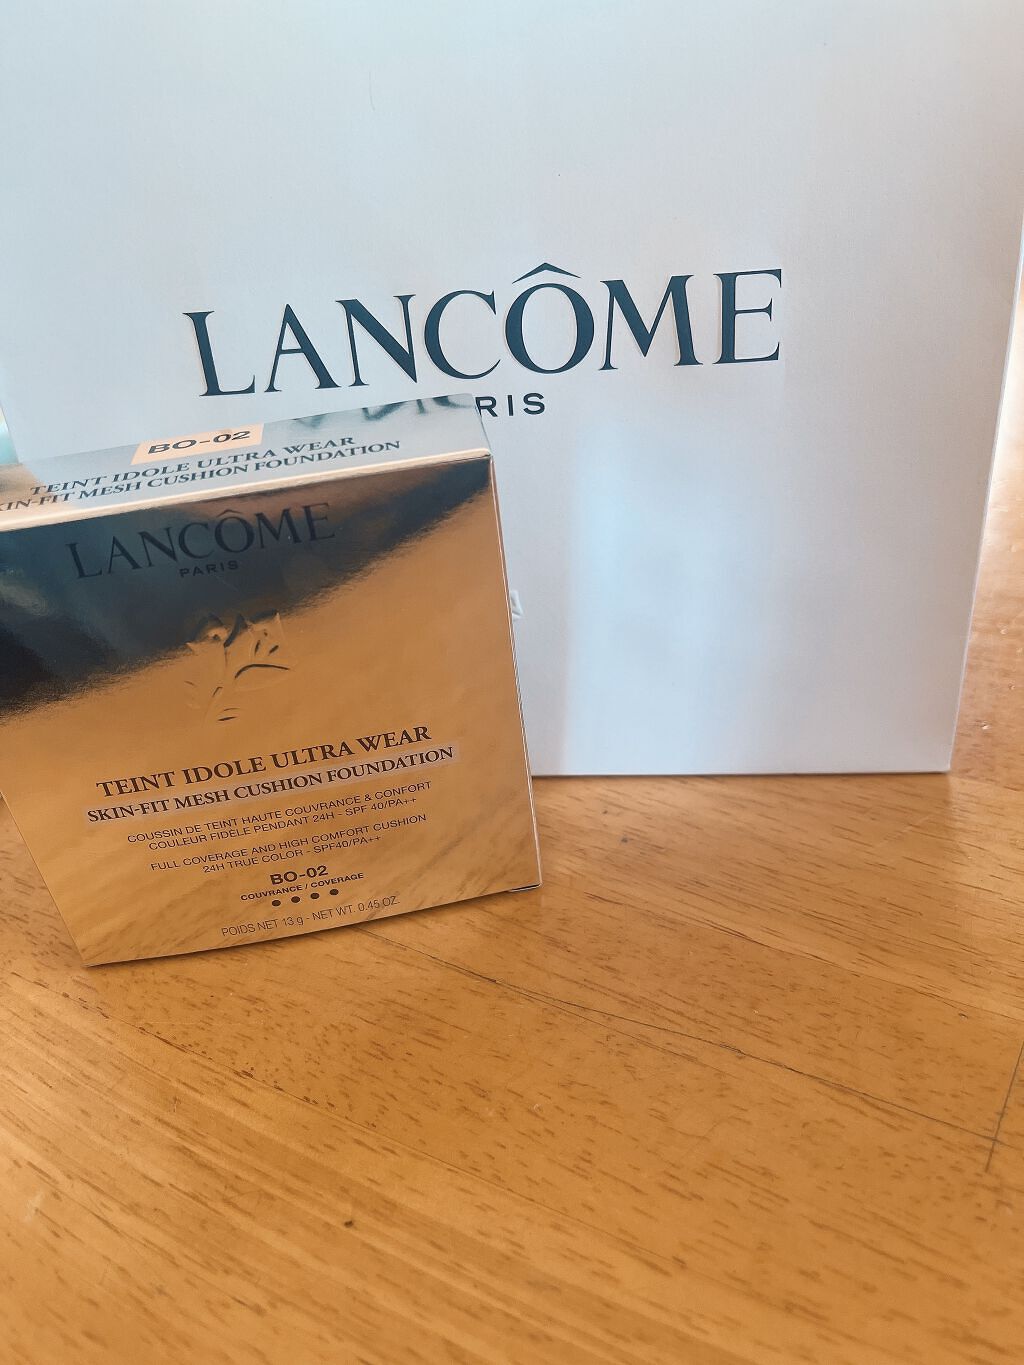 LANCÔME
RIS
BO-02
TEINT IDOLE ULTRA WEAR
KIN-FIT MESH CUSHION FOUNDATION
LANCÔME
PARIS
TEINT IDOLE ULTRA WEAR
SKIN-FIT MESH CUSHION FOUNDATION
COUSSIN DE TEINT HAUTE COUVRANCE & CONFORT
COULEUR FIDÈLE PENDANT 24H - SPF 40/PA++
FULL COVERAGE AND HIGH COMFORT CUSHION
24H TRUE COLOR - SPF40/PA++
BO-02
COUVRANCE / COVERAGE
POIDS NET 13 g - NET WT. 0.45 OZ.